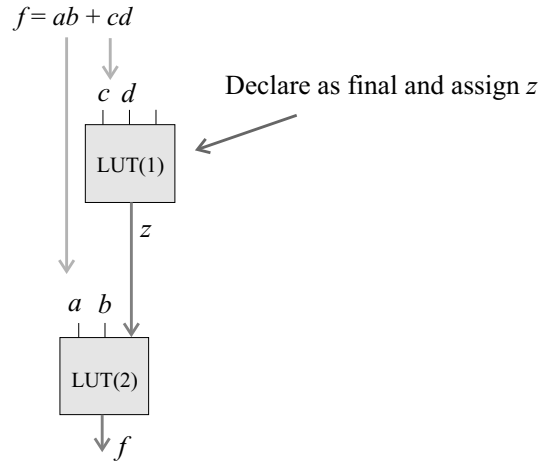 f = ab + cd
c d
Declare as final and assign z
LUT(1)
z
a b
LUT(2)
f